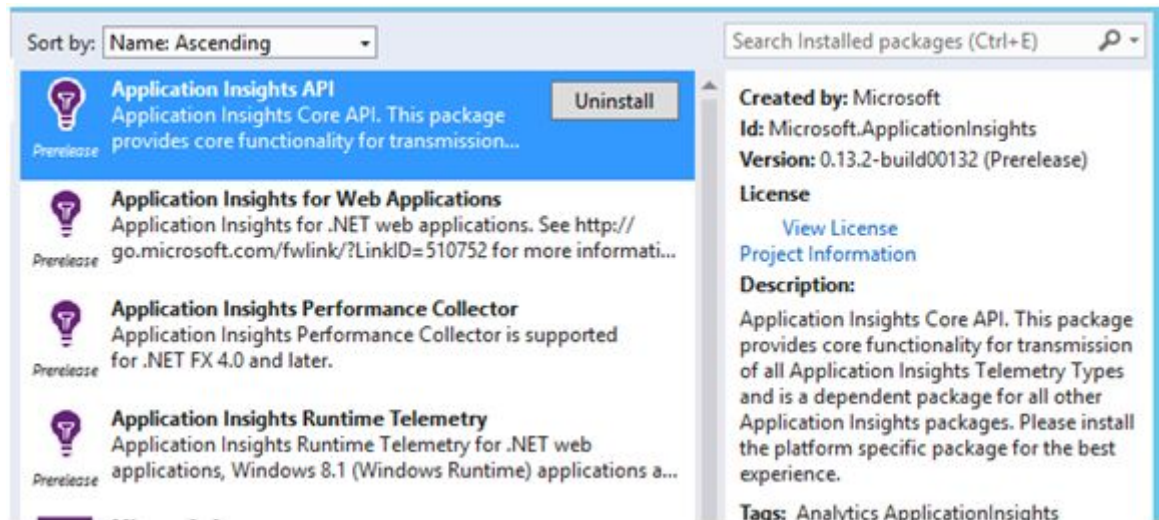 Sort by: Name: Ascending
Search Installed packages (Ctrl+E)
Application Insights API
Uninstall
Application Insights Core API. This package
provides core functionality for transmission...
Prerelease
Application Insights for Web Applications
Application Insights for .NET web applications. See http://
go.microsoft.com/fwlink/?LinkID=510752 for more informati...
Prerelease
Application Insights Performance Collector
Application Insights Performance Collector is supported
for .NET FX 4.0 and later.
Prerelease
Application Insights Runtime Telemetry
Application Insights Runtime Telemetry for .NET web
applications, Windows 8.1 (Windows Runtime) applications a...
Prerelease
Created by: Microsoft
Id: Microsoft.ApplicationInsights
Version: 0.13.2-build00132 (Prerelease)
License
View License
Project Information
Description:
Application Insights Core API. This package
provides core functionality for transmission
of all Application Insights Telemetry Types
and is a dependent package for all other
Application Insights packages. Please install
the platform specific package for the best
experience.
Tags: Analytics ApplicationInsights